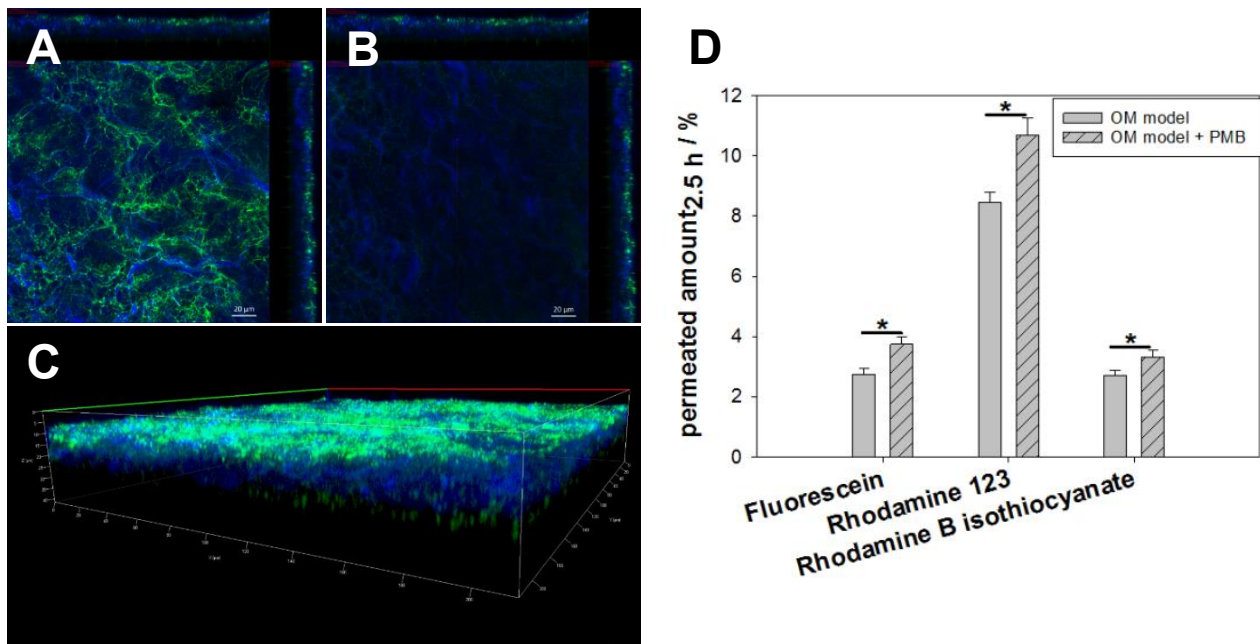 A
B
20 µm
20 µm
C
D
permeated amount2.5 h / %
12
10
8
6
4
2
0
OM model
OM model + PMB
*
*
*
Fluorescein
Rhodamine 123
Rhodamine B isothiocyanate